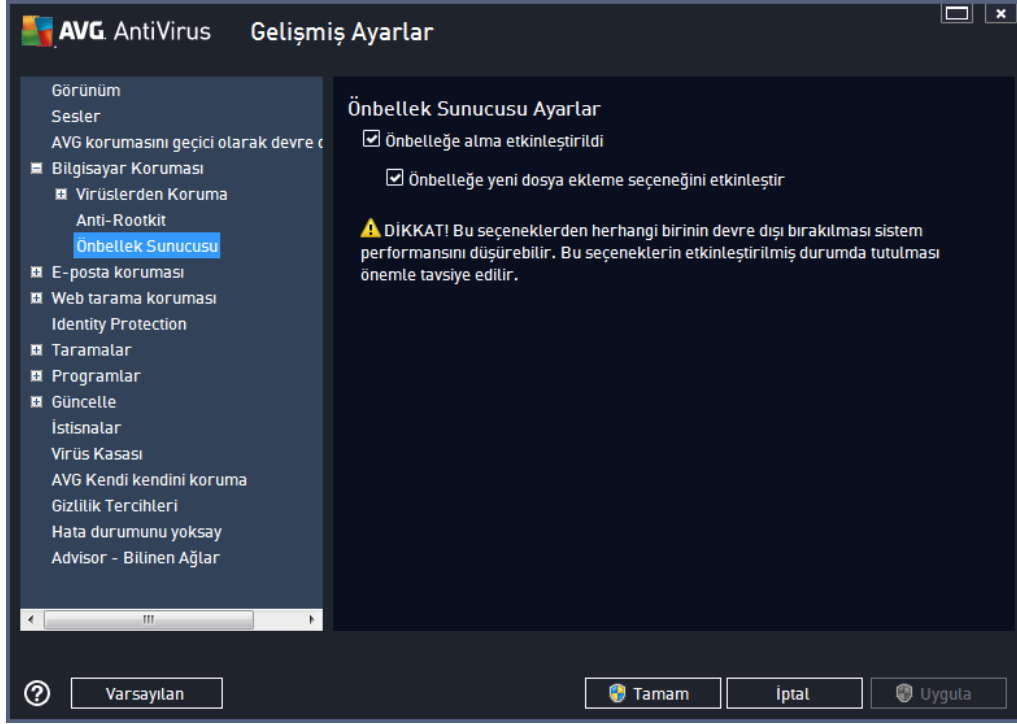 AVG AntiVirus Gelişmiş Ayarlar
Görünüm
Sesler
AVG korumasını geçici olarak devre
Bilgisayar Koruması
Virüslerden Koruma
Anti-Rootkit
Önbellek Sunucusu
E-posta koruması
Web tarama koruması
Identity Protection
Taramalar
Programlar
Güncelle
İstisnalar
Virüs Kasası
AVG Kendi kendini koruma
Gizlilik Tercihleri
Hata durumunu yoksay
Advisor - Bilinen Ağlar
Önbellek Sunucusu Ayarlar
Önbelleğe alma etkinleştirildi
Önbelleğe yeni dosya ekleme seçeneğini etkinleştir
DİKKAT! Bu seçeneklerden herhangi birinin devre dışı bırakılması sistem
performansını düşürebilir. Bu seçeneklerin etkinleştirilmiş durumda tutulması
önemle tavsiye edilir.
Varsayılan
Tamam
İptal
Uygula